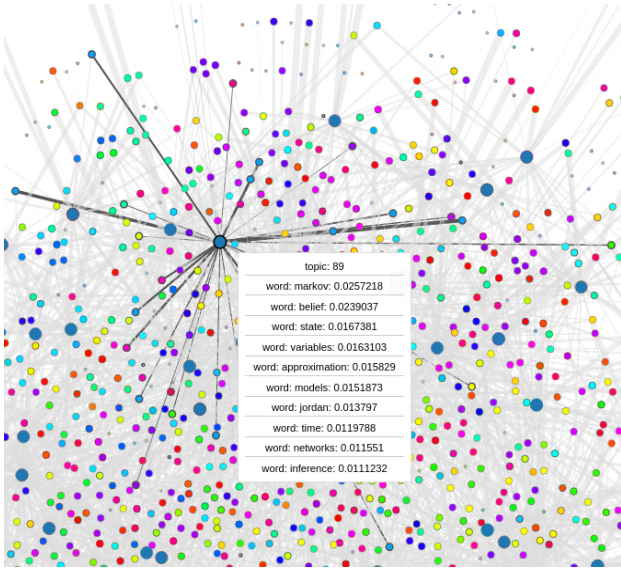 topic: 89
word: markov: 0.0257218
word: belief: 0.0239037
word: state: 0.0167381
word: variables: 0.0163103
word: approximation: 0.015829
word: models: 0.0151873
word: jordan: 0.013797
word: time: 0.0119788
word: networks: 0.011551
word: inference: 0.0111232